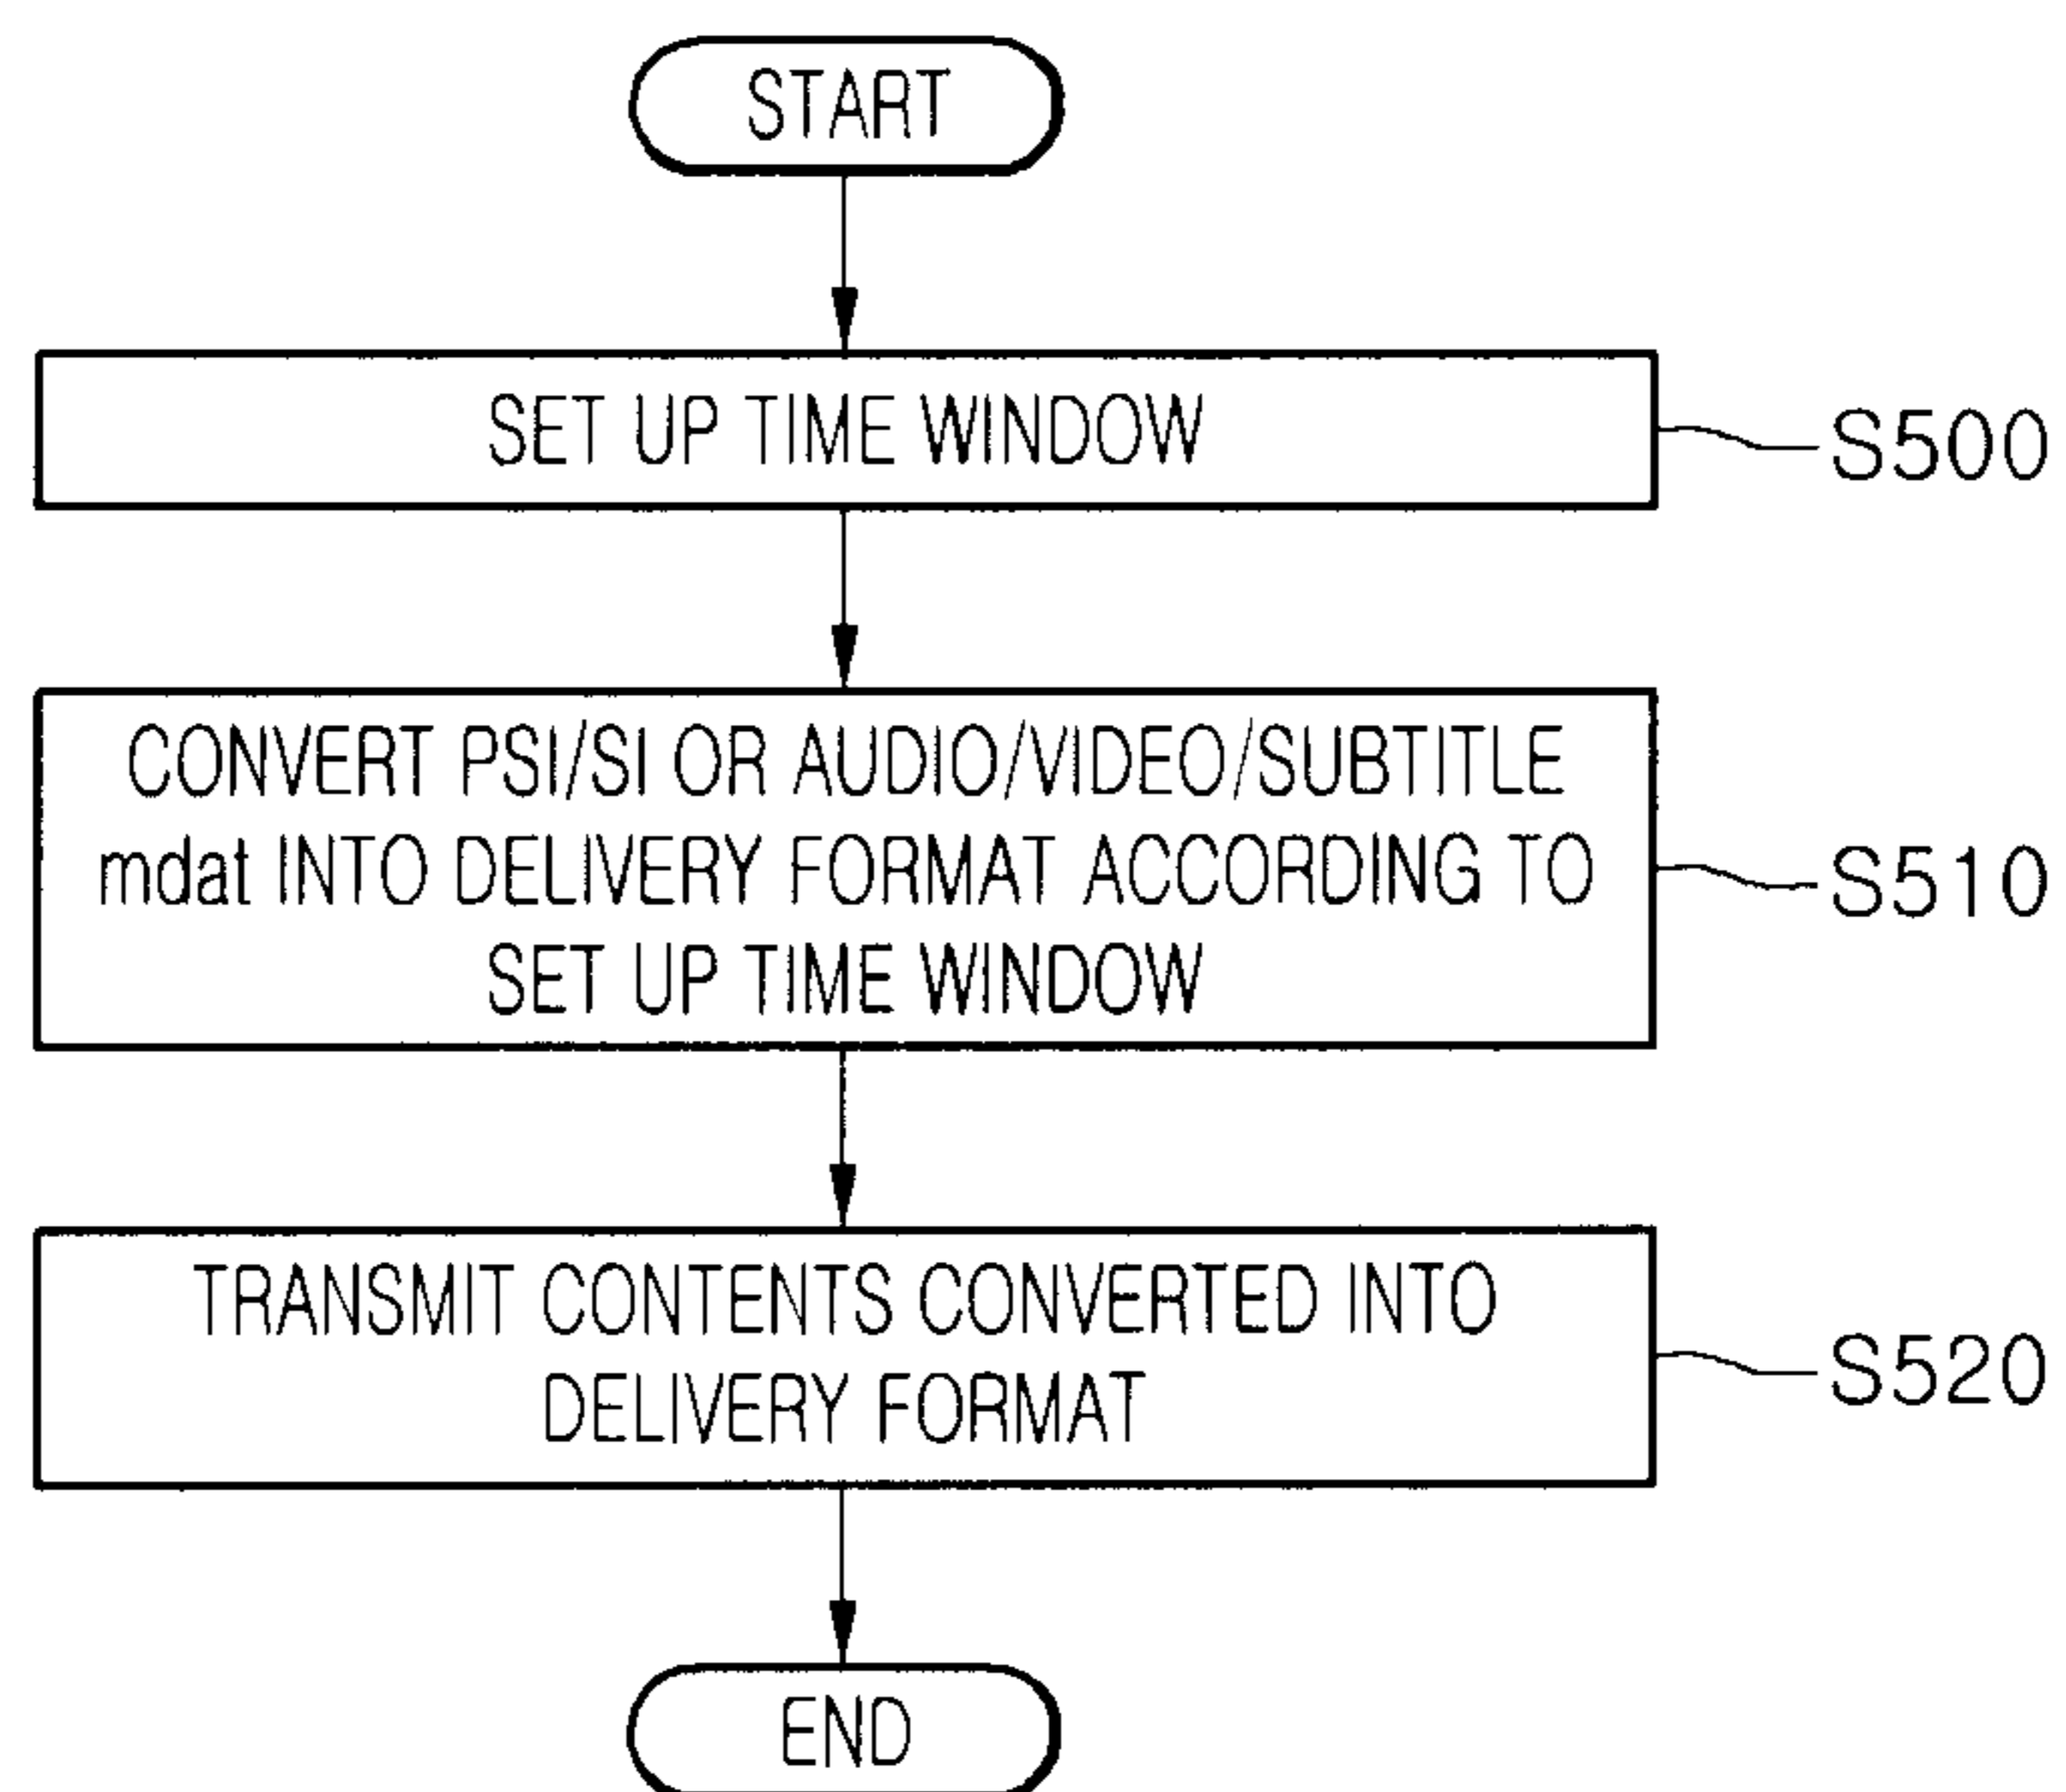 START
SET UP TIME WINDOW
S500
CONVERT PSI/SI OR AUDIO/VIDEO/SUBTITLE
mdat INTO DELIVERY FORMAT ACCORDING TO
SET UP TIME WINDOW
S510
TRANSMIT CONTENTS CONVERTED INTO
DELIVERY FORMAT
S520
END